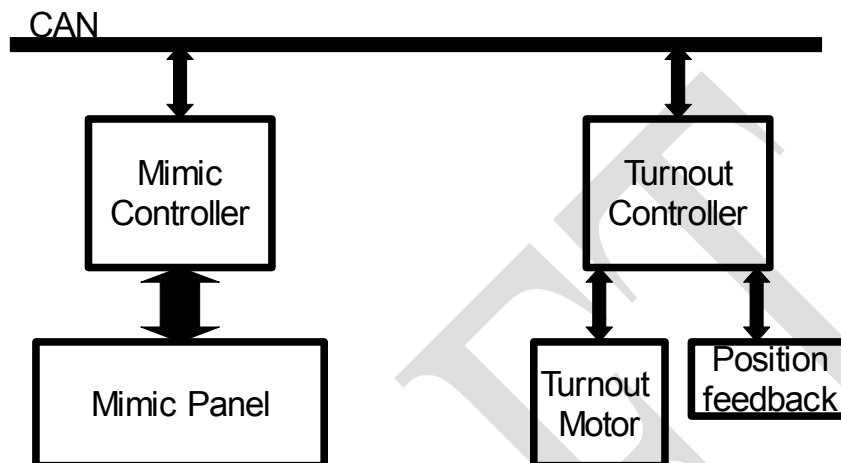 CAN
Mimic
Controller
Turnout
Controller
Mimic Panel
Turnout
Motor
Position
feedback